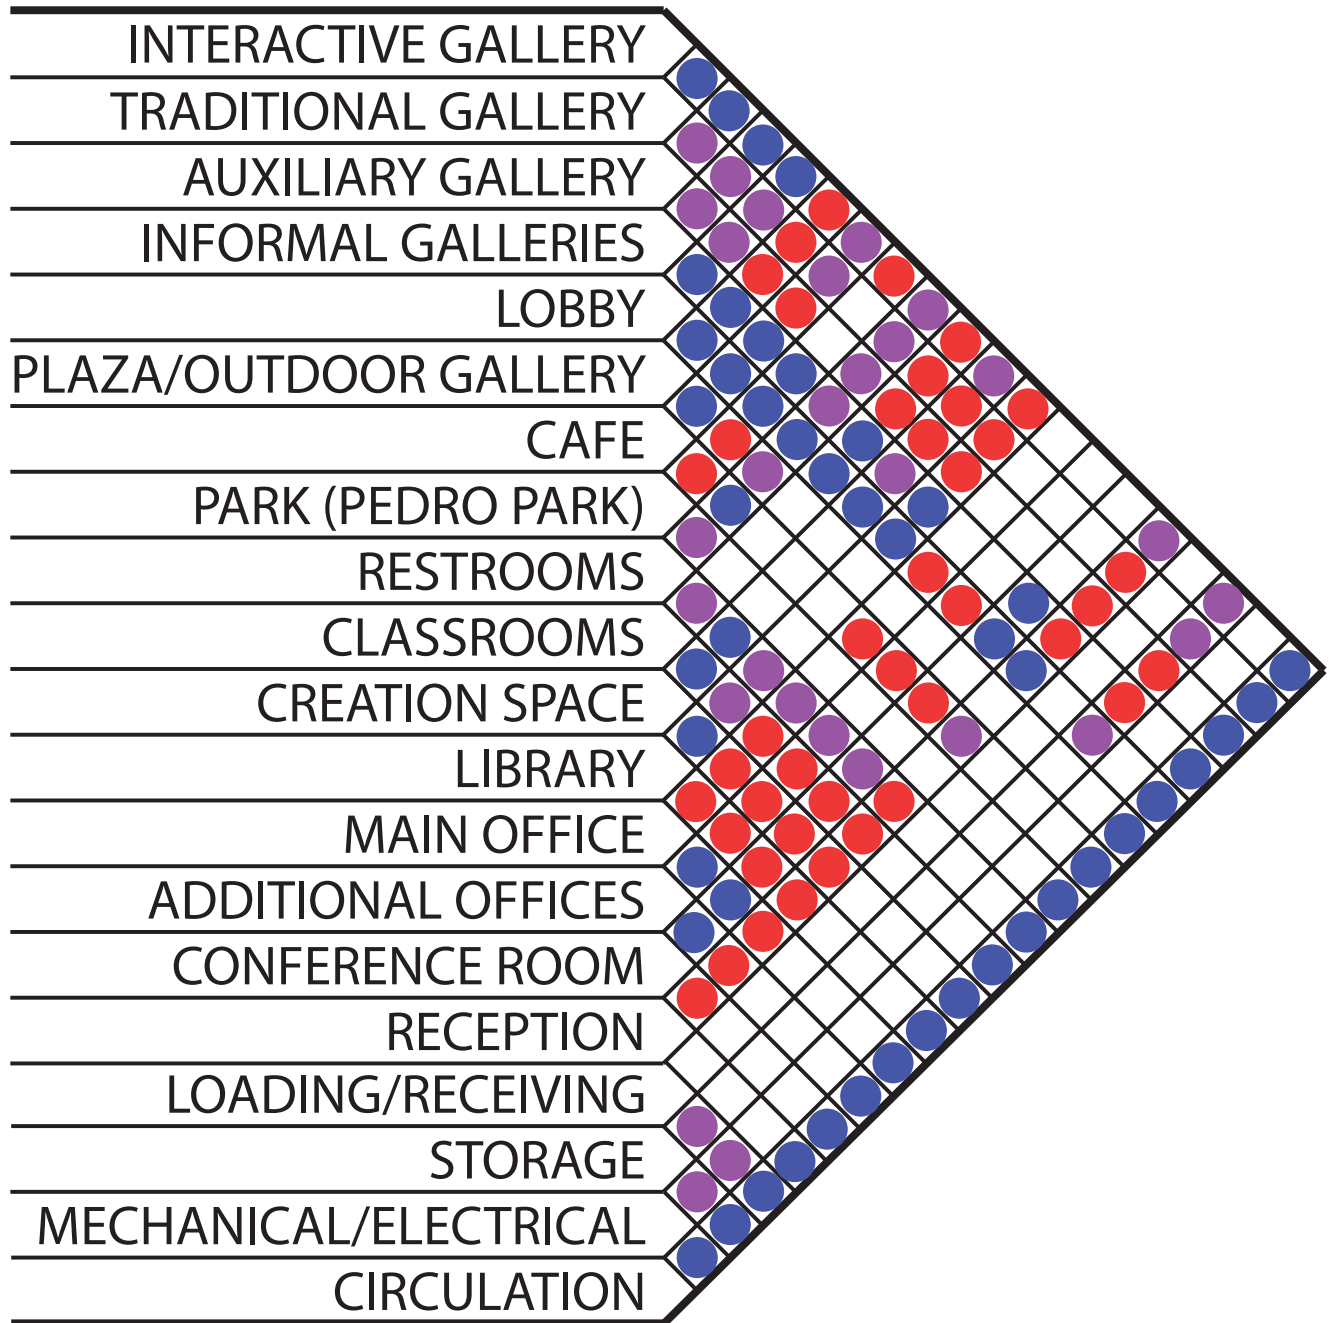 INTERACTIVE GALLERY
TRADITIONAL GALLERY
AUXILIARY GALLERY
INFORMAL GALLERIES
LOBBY
PLAZA/OUTDOOR GALLERY
CAFE
PARK (PEDRO PARK)
RESTROOMS
CLASSROOMS
CREATION SPACE
LIBRARY
MAIN OFFICE
ADDITIONAL OFFICES
CONFERENCE ROOM
RECEPTION
LOADING/RECEIVING
STORAGE
MECHANICAL/ELECTRICAL
CIRCULATION